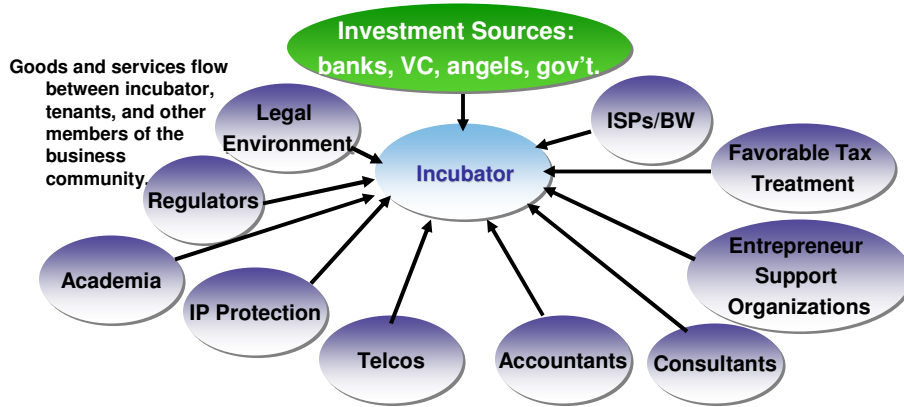 Investment Sources:
banks, VC, angels, gov't.
Goods and services flow
between incubator,
tenants, and other
members of the
business
community.
Legal
Environment
ISPs/BW
Favorable Tax
Treatment
Incubator
Regulators
Entrepreneur
Support
Organizations
Academia
IP Protection
Telcos
Accountants
Consultants